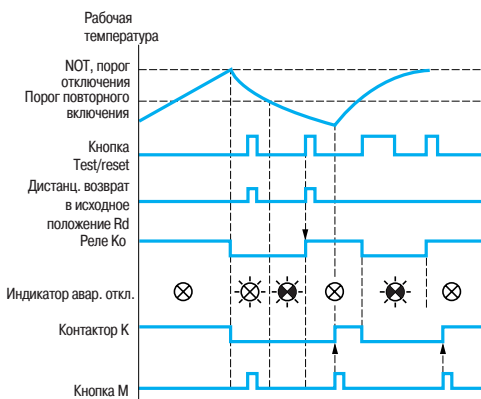 Рабочая
температура
NOT, порог
отключения
Порог повторного
включения
Кнопка
Test/reset
Дистанц. возврат
в исходное
положение Rd
Реле Ko
Индикатор авар. откл.
Контактор K
Кнопка M